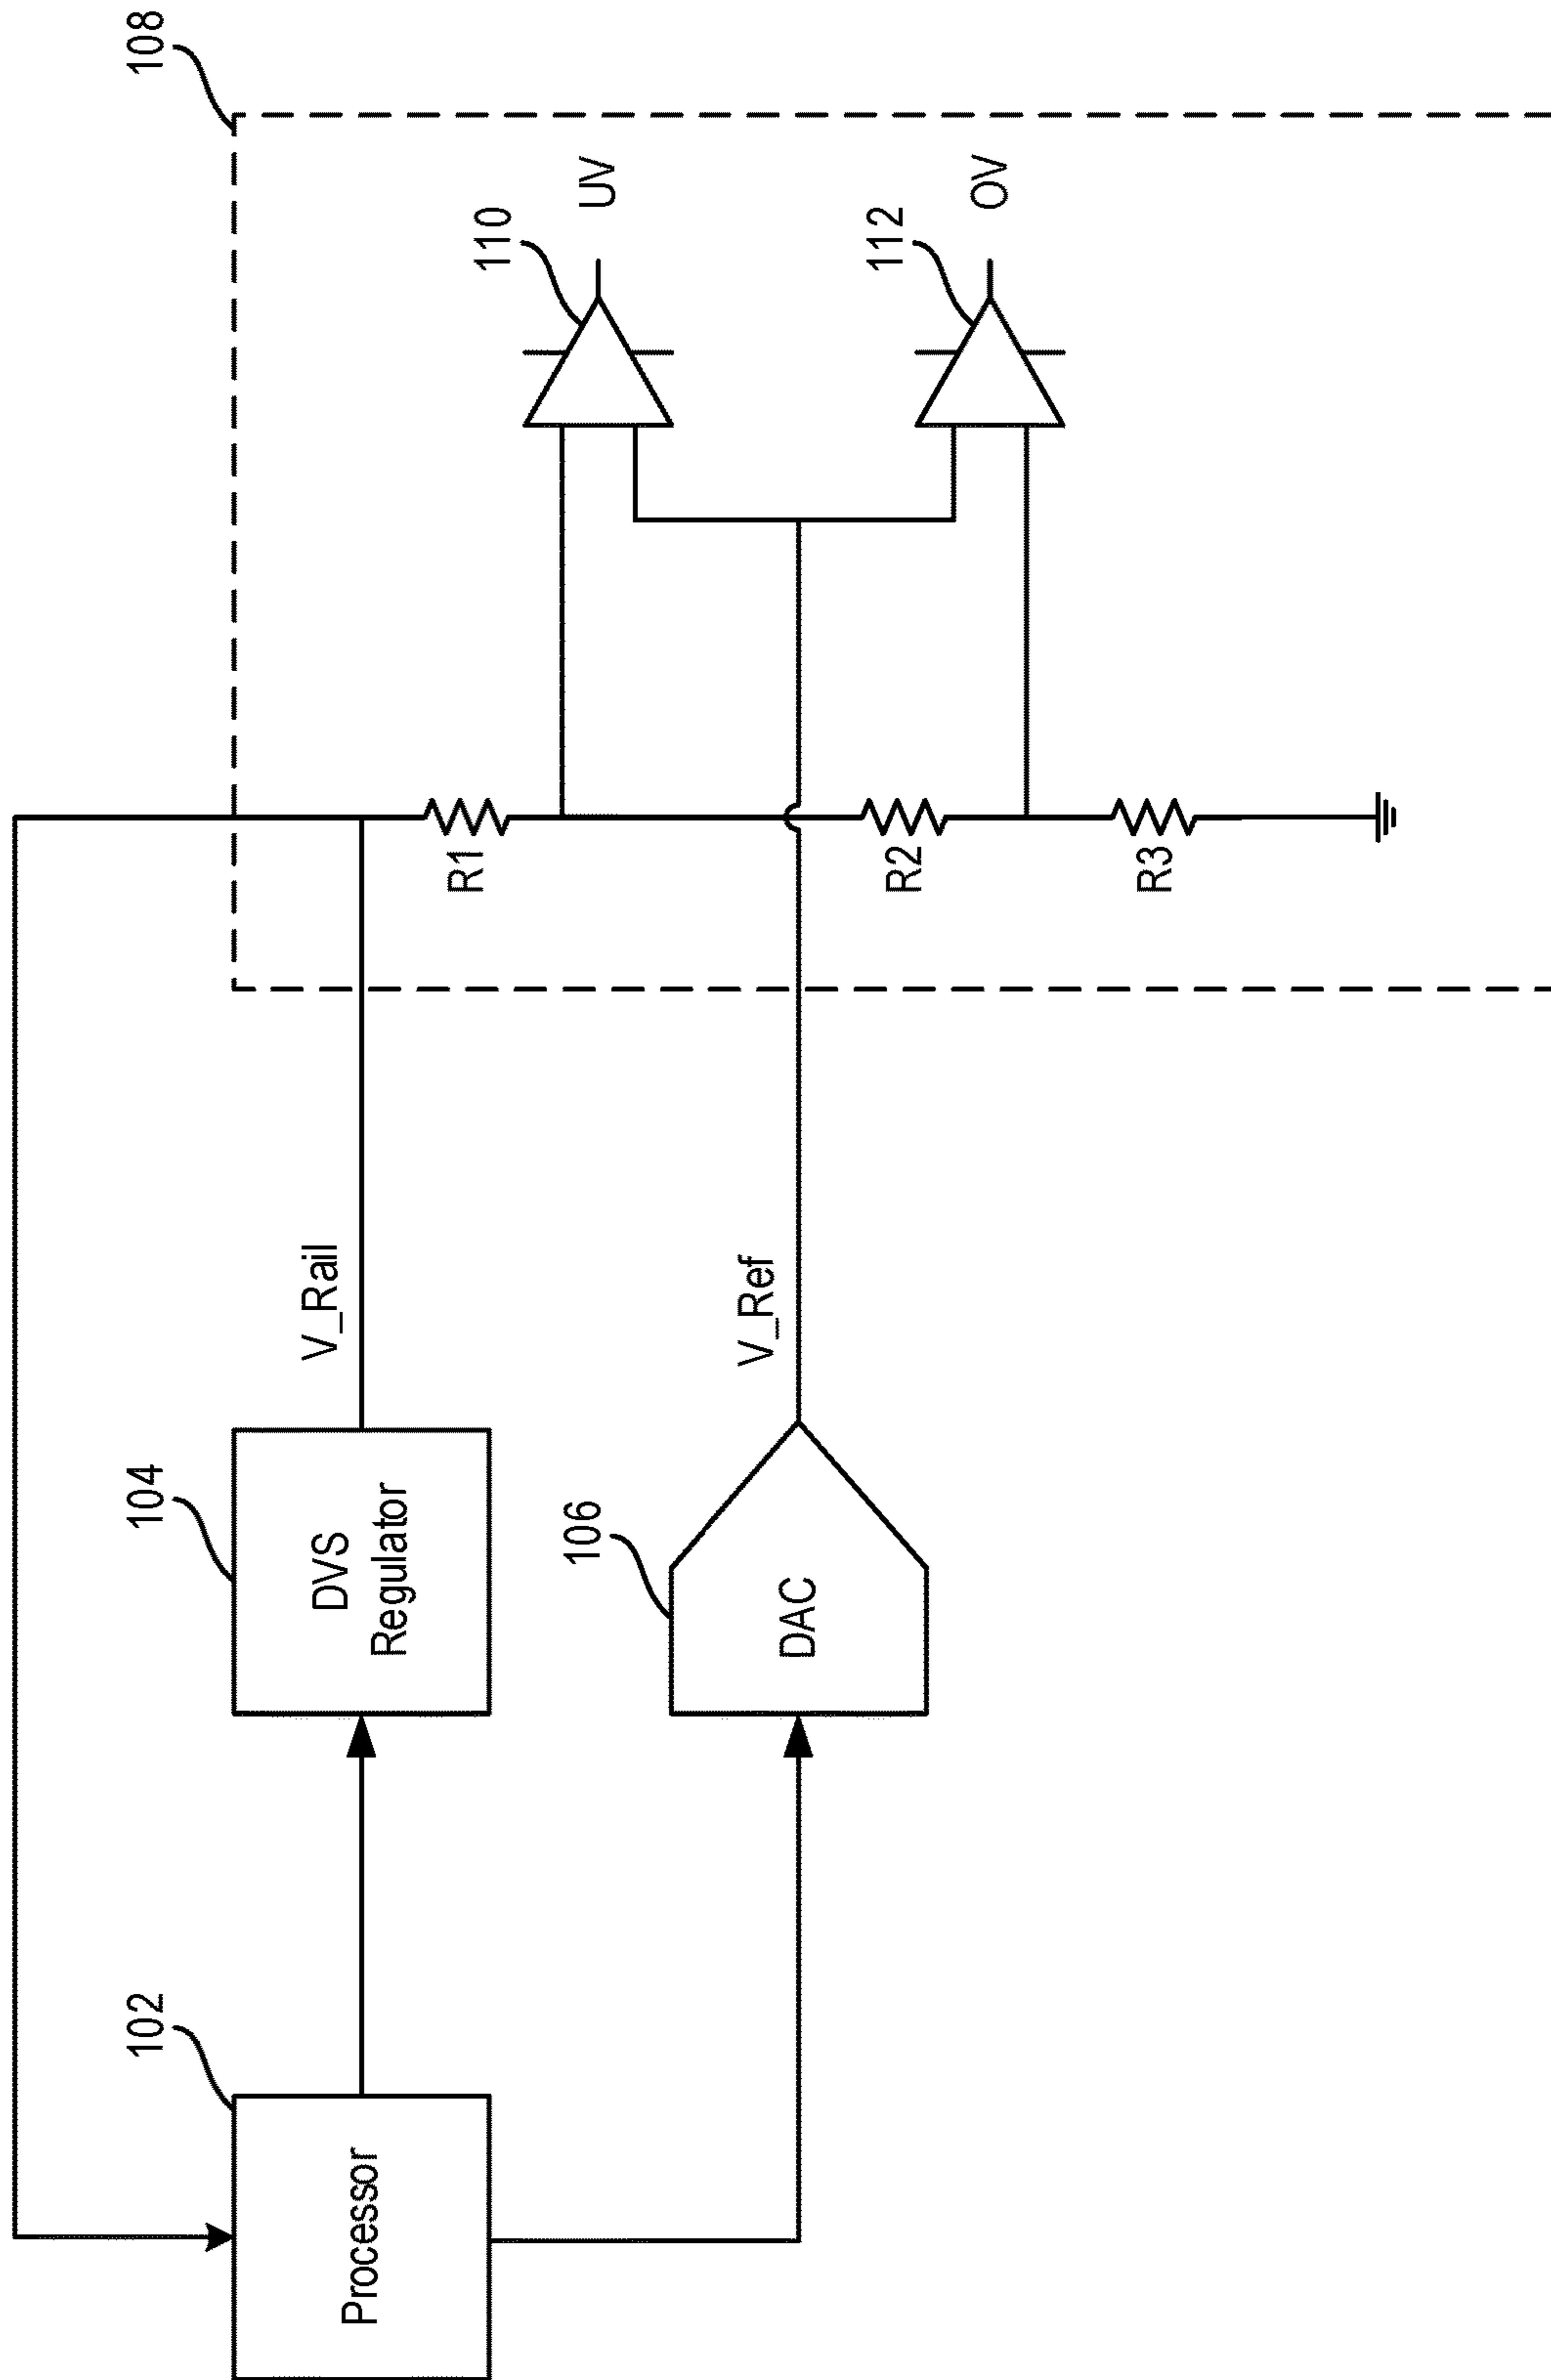 108
110
UV
112
OV
R1
R2
R3
V_Rail
V_Ref
104
DVS
Regulator
106
DAC
102
Processor